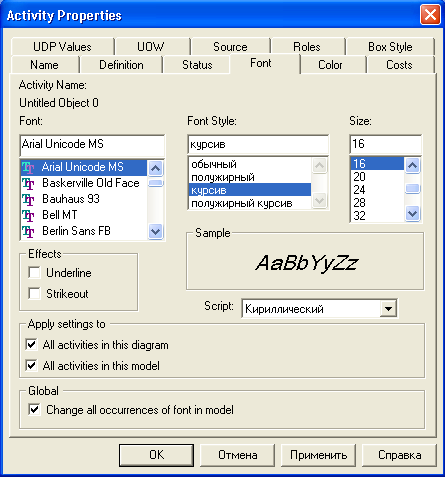 Activity Properties
UDP Values
UOW
Source
Roles
Box Style
Name
Definition
Status
Font
Color
Costs
Activity Name:
Untitled Object 0
Font:
Font Style:
Size:
Arial Unicode MS
курсив
16
Arial Unicode MS
Baskerville Old Face
Bauhaus 93
Bell MT
Berlin Sans FB
обычный
полужирный
курсив
полужирный курсив
16
20
24
28
32
Effects
Underline
Strikeout
Sample
AaBbYyZz
Script:
Кириллический
Apply settings to
All activities in this diagram
All activities in this model
Global
Change all occurrences of font in model
OK
Отмена
Применить
Справка